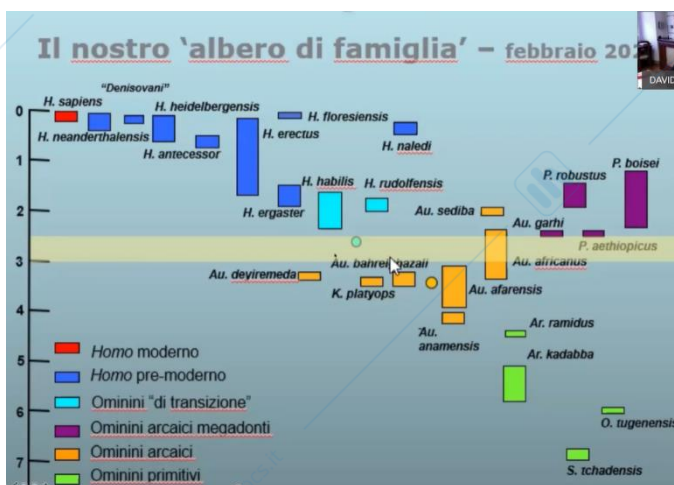 Il nostro ‘albero di famiglia’ – febbraio 202
DAVID
“Denisovani”
H. sapiens
H. heidelbergensis
H. floresiensis
H. neanderthalensis
H. erectus
H. antecessor
H. naledi
P. boisei
P. robustus
H. habilis
H. rudolfensis
H. ergaster
Au. sediba
Au. garhi
P. aethiopicus
Au. bahrelghazali
Au. africanus
Au. deyiremeda
K. platyops
Au. afarensis
Au.
anamensis
Ar. ramidus
Ar. kadabba
O. tugenensis
S. tchadensis
0
1
2
3
4
5
6
7
Homo moderno
Homo pre-moderno
Ominini “di transizione”
Ominini arcaici megadonti
Ominini arcaici
Ominini primitivi